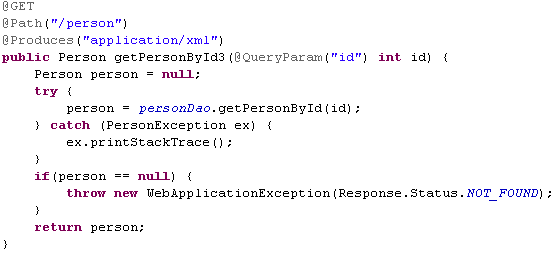 @GET
@Path("/person")
@Produces("application/xml")
public Person getPersonById3(@QueryParam("id") int id) {
    Person person = null;
    try {
        person = personDao.getPersonById(id);
    } catch (PersonException ex) {
        ex.printStackTrace();
    }
    if(person == null) {
        throw new WebApplicationException(Response.Status.NOT_FOUND);
    }
    return person;
}